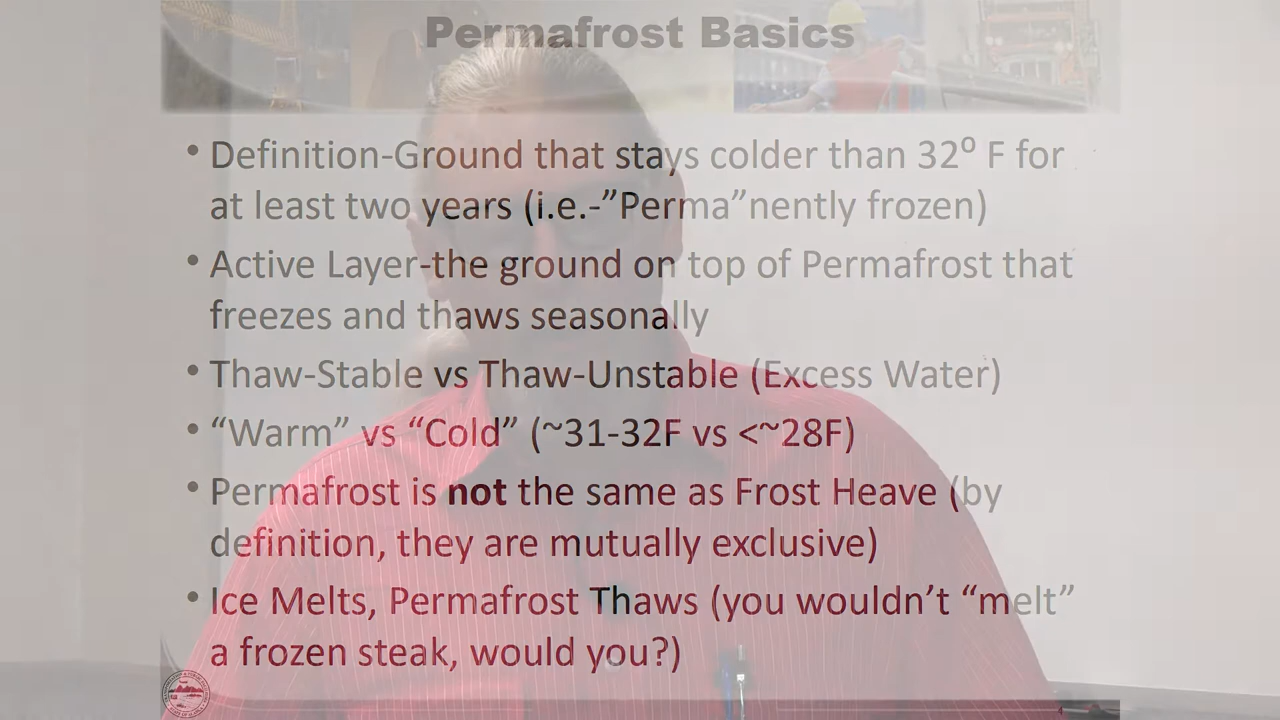 Permafrost Basics
• Definition-Ground that stays colder than 32º F for
at least two years (i.e.-”Perma”nently frozen)
• Active Layer-the ground on top of Permafrost that
freezes and thaws seasonally
• Thaw-Stable vs Thaw-Unstable (Excess Water)
• “Warm” vs “Cold” (~31-32F vs <~28F)
• Permafrost is not the same as Frost Heave (by
definition, they are mutually exclusive)
• Ice Melts, Permafrost Thaws (you wouldn’t “melt”
a frozen steak, would you?)